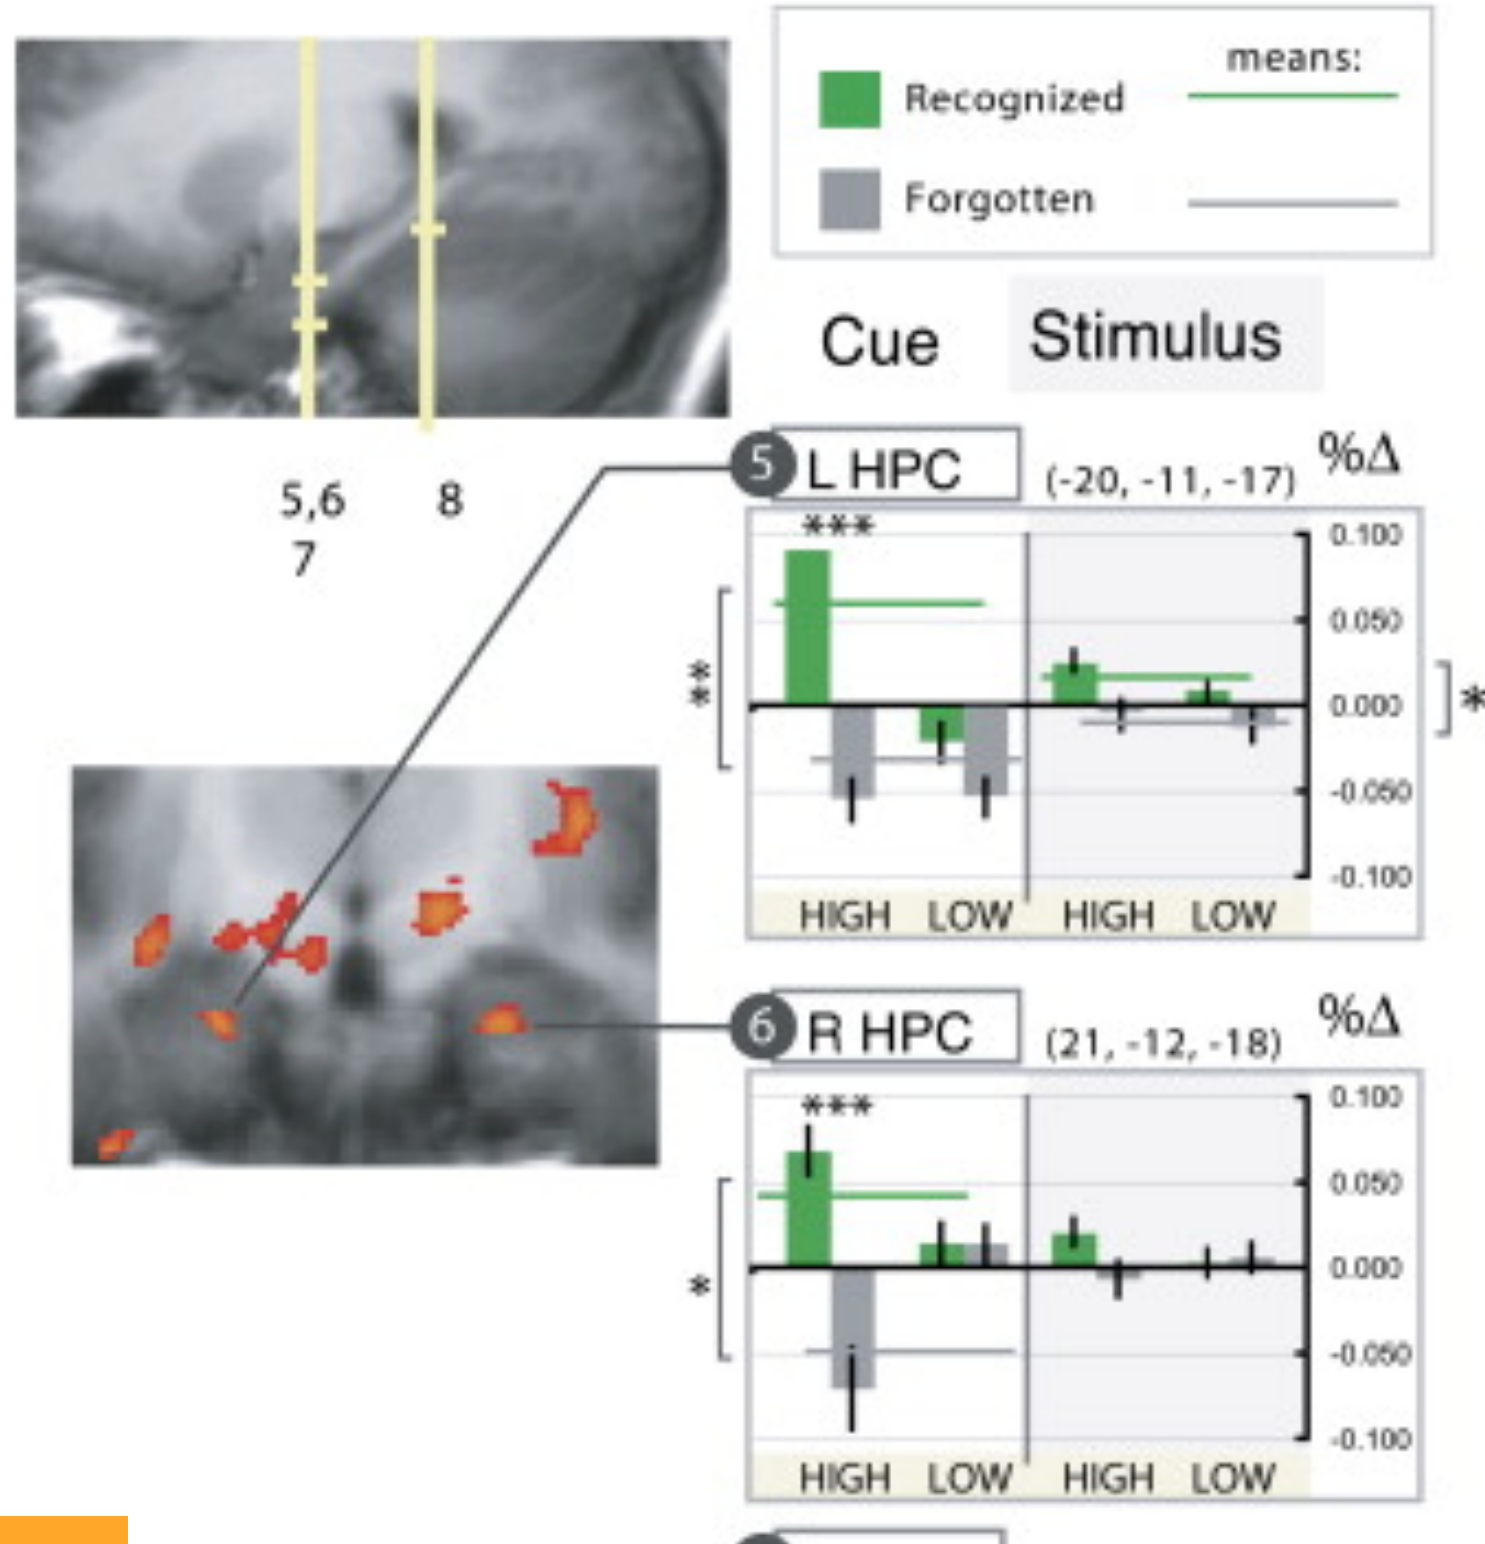 means:
Recognized
Forgotten
Cue
Stimulus
5,6
8
7
5 L HPC (-20, -11, -17) %Δ
***
0.100
0.050
**
0.000
*
-0.050
-0.100
HIGH LOW HIGH LOW
6 R HPC (21, -12, -18) %Δ
***
0.100
0.050
0.000
*
-0.050
-0.100
HIGH LOW HIGH LOW